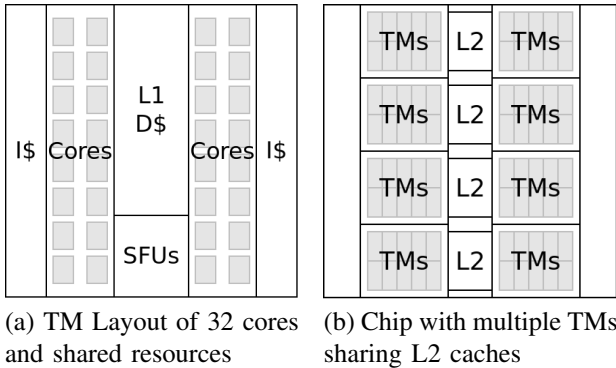 I$
Cores
L1
D$
SFUs
Cores
I$
TMs
L2
TMs
TMs
L2
TMs
TMs
L2
TMs
TMs
L2
TMs
(a) TM Layout of 32 cores
and shared resources
(b) Chip with multiple TMs
sharing L2 caches